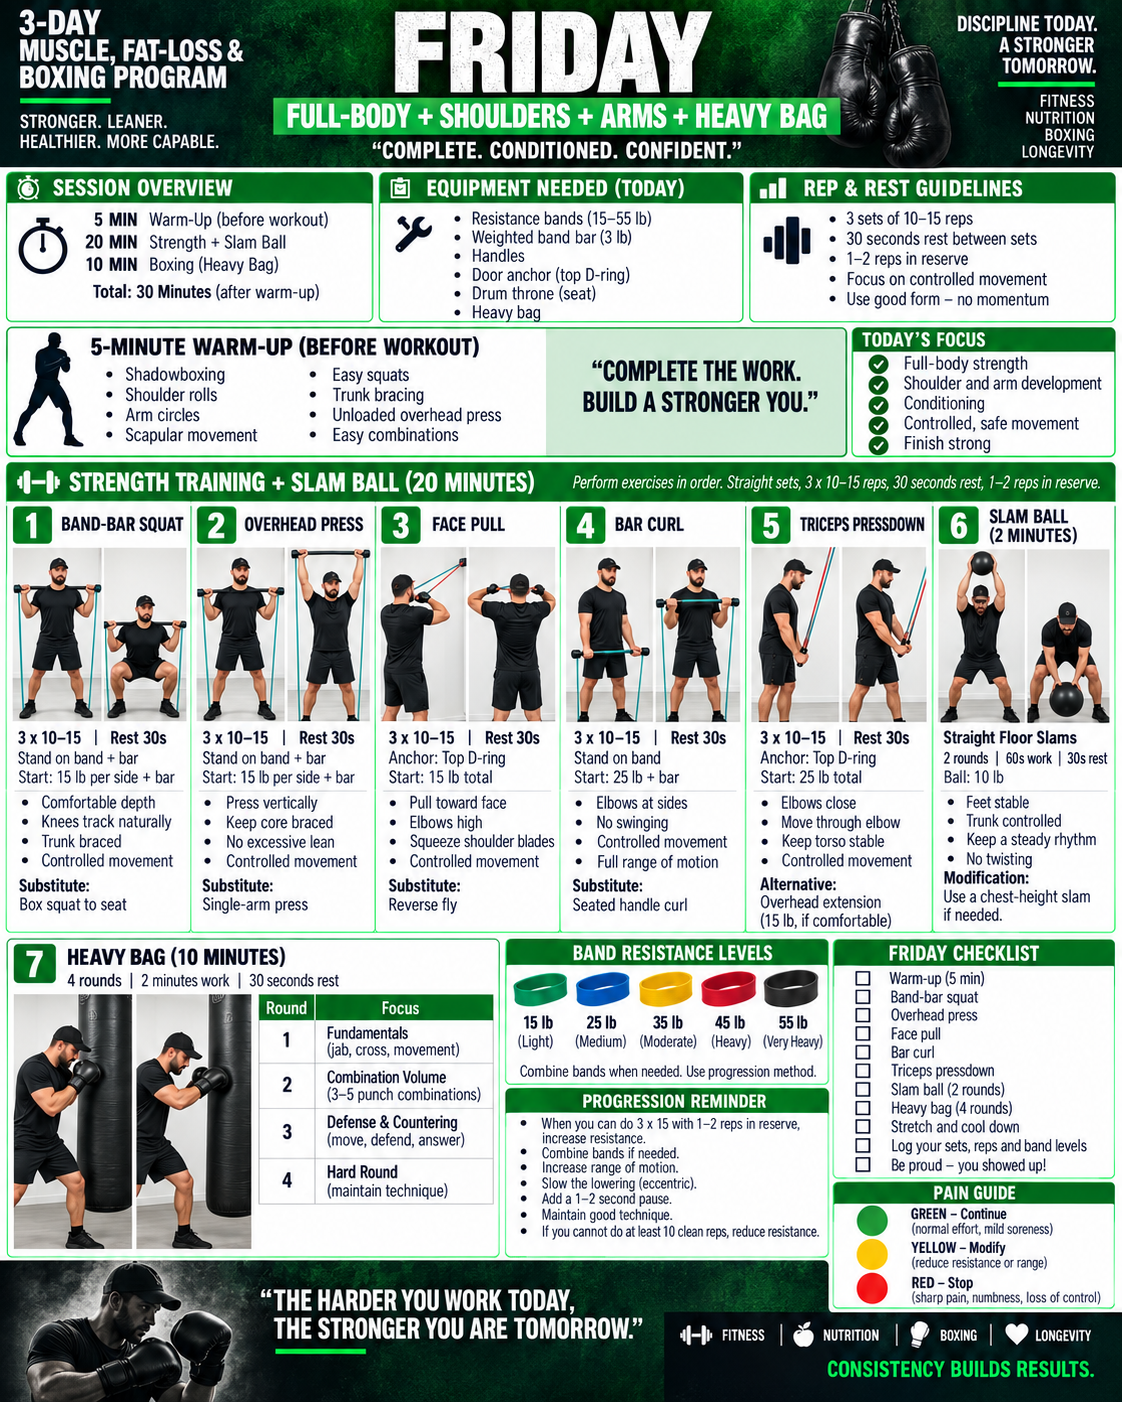 3-DAY
MUSCLE, FAT-LOSS &
BOXING PROGRAM
STRONGER. LEANER.
HEALTHIER. MORE CAPABLE.
FRIDAY
FULL-BODY + SHOULDERS + ARMS + HEAVY BAG
“COMPLETE. CONDITIONED. CONFIDENT.”
DISCIPLINE TODAY.
A STRONGER
TOMORROW.
FITNESS
NUTRITION
BOXING
LONGEVITY
SESSION OVERVIEW
5 MIN Warm-Up (before workout)
20 MIN Strength + Slam Ball
10 MIN Boxing (Heavy Bag)
Total: 30 Minutes (after warm-up)
EQUIPMENT NEEDED (TODAY)
• Resistance bands (15–55 lb)
• Weighted band bar (3 lb)
• Handles
• Door anchor (top D-ring)
• Drum throne (seat)
• Heavy bag
REP & REST GUIDELINES
• 3 sets of 10–15 reps
• 30 seconds rest between sets
• 1–2 reps in reserve
• Focus on controlled movement
• Use good form – no momentum
5-MINUTE WARM-UP (BEFORE WORKOUT)
• Shadowboxing
• Shoulder rolls
• Arm circles
• Scapular movement
• Easy squats
• Trunk bracing
• Unloaded overhead press
• Easy combinations
“COMPLETE THE WORK.
BUILD A STRONGER YOU.”
TODAY’S FOCUS
Full-body strength
Shoulder and arm development
Conditioning
Controlled, safe movement
Finish strong
STRENGTH TRAINING + SLAM BALL (20 MINUTES)
Perform exercises in order. Straight sets, 3 x 10–15 reps, 30 seconds rest, 1–2 reps in reserve.
1 BAND-BAR SQUAT
3 x 10–15 | Rest 30s
Stand on band + bar
Start: 15 lb per side + bar
• Comfortable depth
• Knees track naturally
• Trunk braced
• Controlled movement
Substitute:
Box squat to seat
2 OVERHEAD PRESS
3 x 10–15 | Rest 30s
Stand on band + bar
Start: 15 lb per side + bar
• Press vertically
• Keep core braced
• No excessive lean
• Controlled movement
Substitute:
Single-arm press
3 FACE PULL
3 x 10–15 | Rest 30s
Anchor: Top D-ring
Start: 15 lb total
• Pull toward face
• Elbows high
• Squeeze shoulder blades
• Controlled movement
Substitute:
Reverse fly
4 BAR CURL
3 x 10–15 | Rest 30s
Stand on band
Start: 25 lb + bar
• Elbows at sides
• No swinging
• Controlled movement
• Full range of motion
Substitute:
Seated handle curl
5 TRICEPS PRESSDOWN
3 x 10–15 | Rest 30s
Anchor: Top D-ring
Start: 25 lb total
• Elbows close
• Move through elbow
• Keep torso stable
• Controlled movement
Alternative:
Overhead extension
(15 lb, if comfortable)
6 SLAM BALL
(2 MINUTES)
Straight Floor Slams
2 rounds | 60s work | 30s rest
Ball: 10 lb
• Feet stable
• Trunk controlled
• Keep a steady rhythm
• No twisting
Modification:
Use a chest-height slam
if needed.
7 HEAVY BAG (10 MINUTES)
4 rounds | 2 minutes work | 30 seconds rest
Round Focus
1 Fundamentals
(jab, cross, movement)
2 Combination Volume
(3–5 punch combinations)
3 Defense & Countering
(move, defend, answer)
4 Hard Round
(maintain technique)
BAND RESISTANCE LEVELS
15 lb 25 lb 35 lb 45 lb 55 lb
(Light) (Medium) (Moderate) (Heavy) (Very Heavy)
Combine bands when needed. Use progression method.
PROGRESSION REMINDER
• When you can do 3 x 15 with 1–2 reps in reserve,
increase resistance.
• Combine bands if needed.
• Increase range of motion.
• Slow the lowering (eccentric).
• Add a 1–2 second pause.
• Maintain good technique.
• If you cannot do at least 10 clean reps, reduce resistance.
FRIDAY CHECKLIST
Warm-up (5 min)
Band-bar squat
Overhead press
Face pull
Bar curl
Triceps pressdown
Slam ball (2 rounds)
Heavy bag (4 rounds)
Stretch and cool down
Log your sets, reps and band levels
Be proud – you showed up!
PAIN GUIDE
GREEN – Continue
(normal effort, mild soreness)
YELLOW – Modify
(reduce resistance or range)
RED – Stop
(sharp pain, numbness, loss of control)
“THE HARDER YOU WORK TODAY,
THE STRONGER YOU ARE TOMORROW.”
FITNESS | NUTRITION | BOXING | LONGEVITY
CONSISTENCY BUILDS RESULTS.